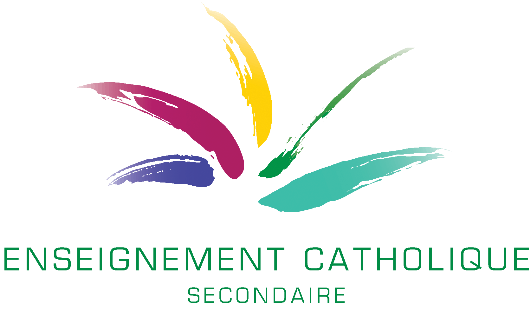 ENSEIGNEMENT CATHOLIQUE
SECONDAIRE